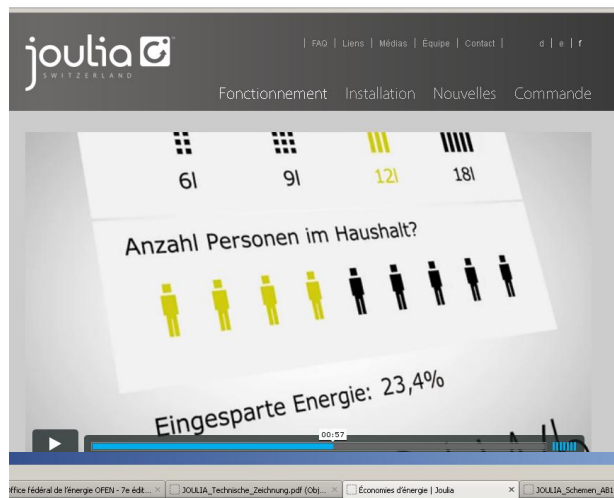 joulia
SWITZERLAND
| FAQ | Liens | Médias | Équipe | Contact | d | e | f
Fonctionnement Installation Nouvelles Commande
6l 9l 12l 18l
Anzahl Personen im Haushalt?
Eingesparte Energie: 23,4%
00:57
ffice fédéral de l'énergie OFEN - 7e édit... × JOULIA_Technische_Zeichnung.pdf (Obj... × Économies d'énergie | Joulia × JOULIA_Schemen_AB1